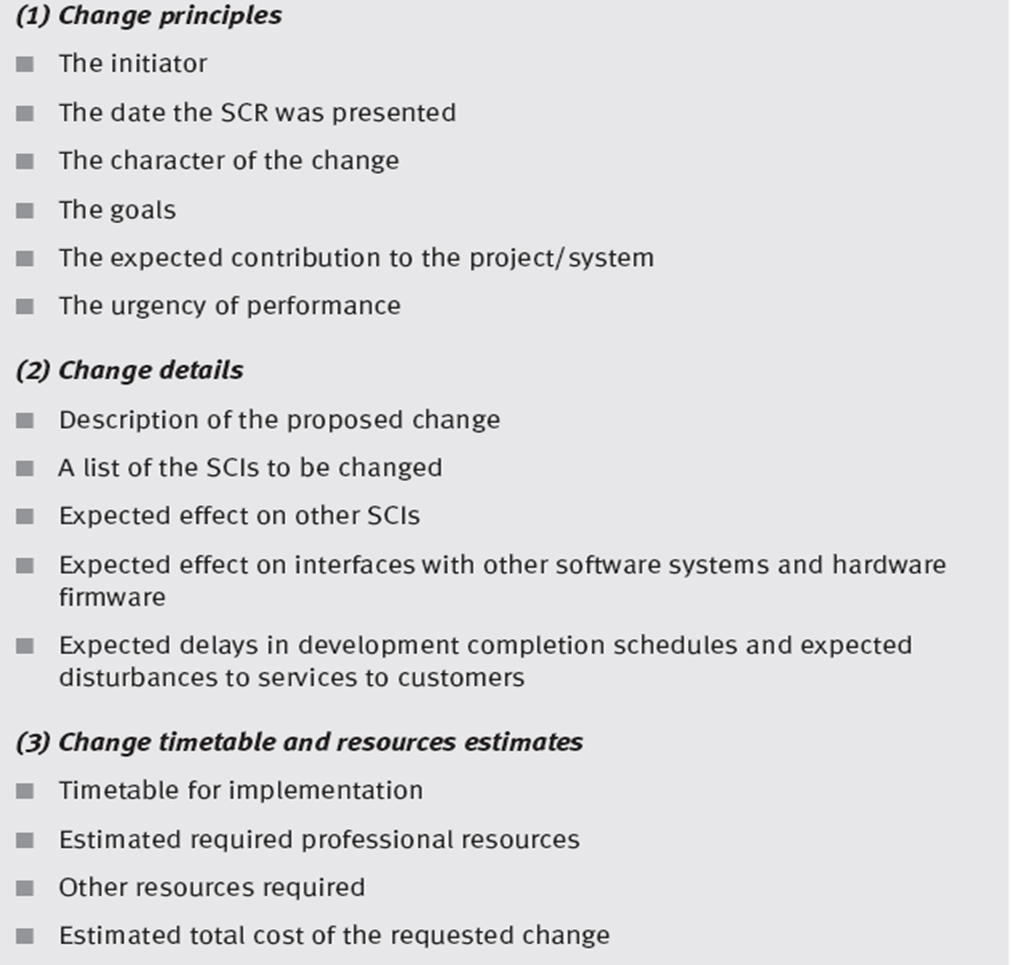 (1) Change principles
■ The initiator
■ The date the SCR was presented
■ The character of the change
■ The goals
■ The expected contribution to the project/system
■ The urgency of performance
(2) Change details
■ Description of the proposed change
■ A list of the SCIs to be changed
■ Expected effect on other SCIs
■ Expected effect on interfaces with other software systems and hardware
firmware
■ Expected delays in development completion schedules and expected
disturbances to services to customers
(3) Change timetable and resources estimates
■ Timetable for implementation
■ Estimated required professional resources
■ Other resources required
■ Estimated total cost of the requested change